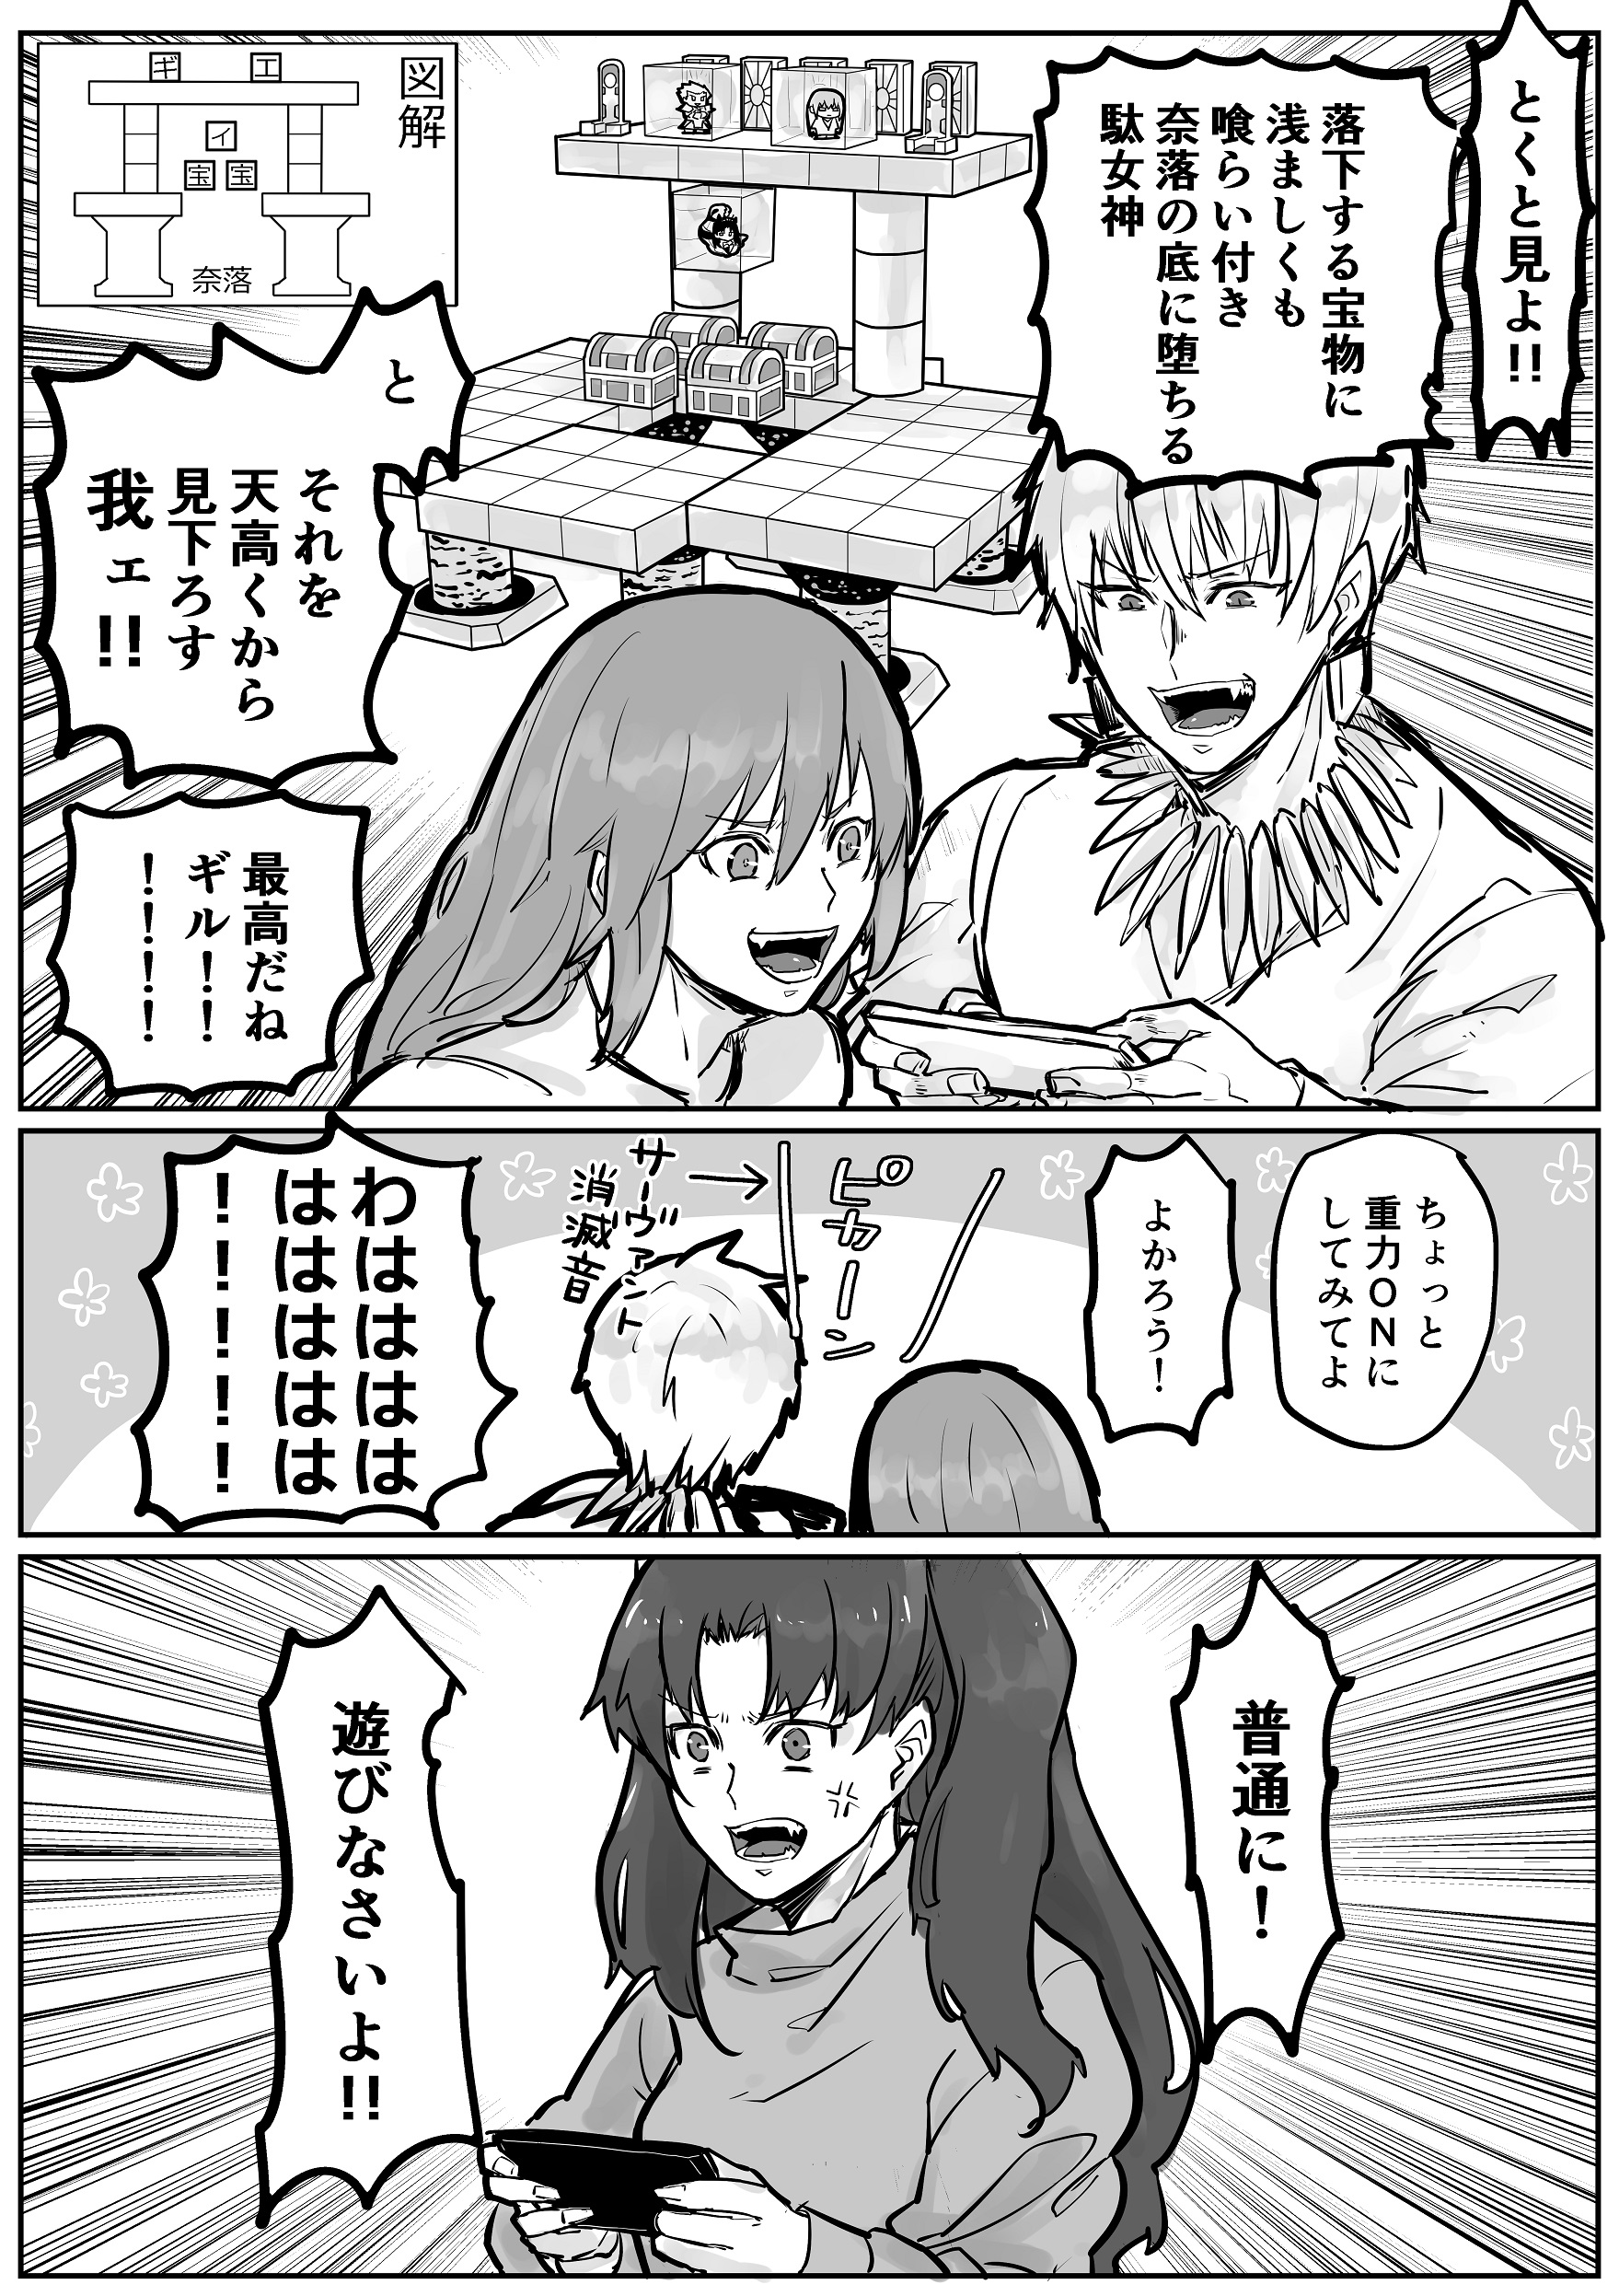 とくと見よ!!
落下する宝物に
浅ましくも
喰らい付き
奈落の底に堕ちる
駄女神
図解
ギ
エ
イ
宝
宝
奈落
と
それを
天高くから
見下ろす
我ェ!!
最高だね
ギル!!
!!!!
ちょっと
重力ONに
してみてよ
よかろう!
ピカーン
→
サーヴァント
消滅音
わはははは
ははははは
!!!!!
普通に!
遊びなさいよ!!